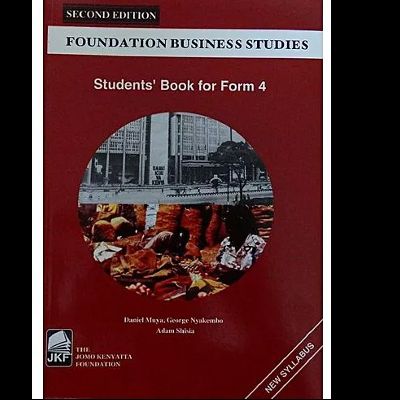 SECOND EDITION
FOUNDATION BUSINESS STUDIES
Students' Book for Form 4
Daniel Muya, George Nyakembo
Adam Shisia
JKF
THE
JOMO KENYATTA
FOUNDATION
NEW SYLLABUS